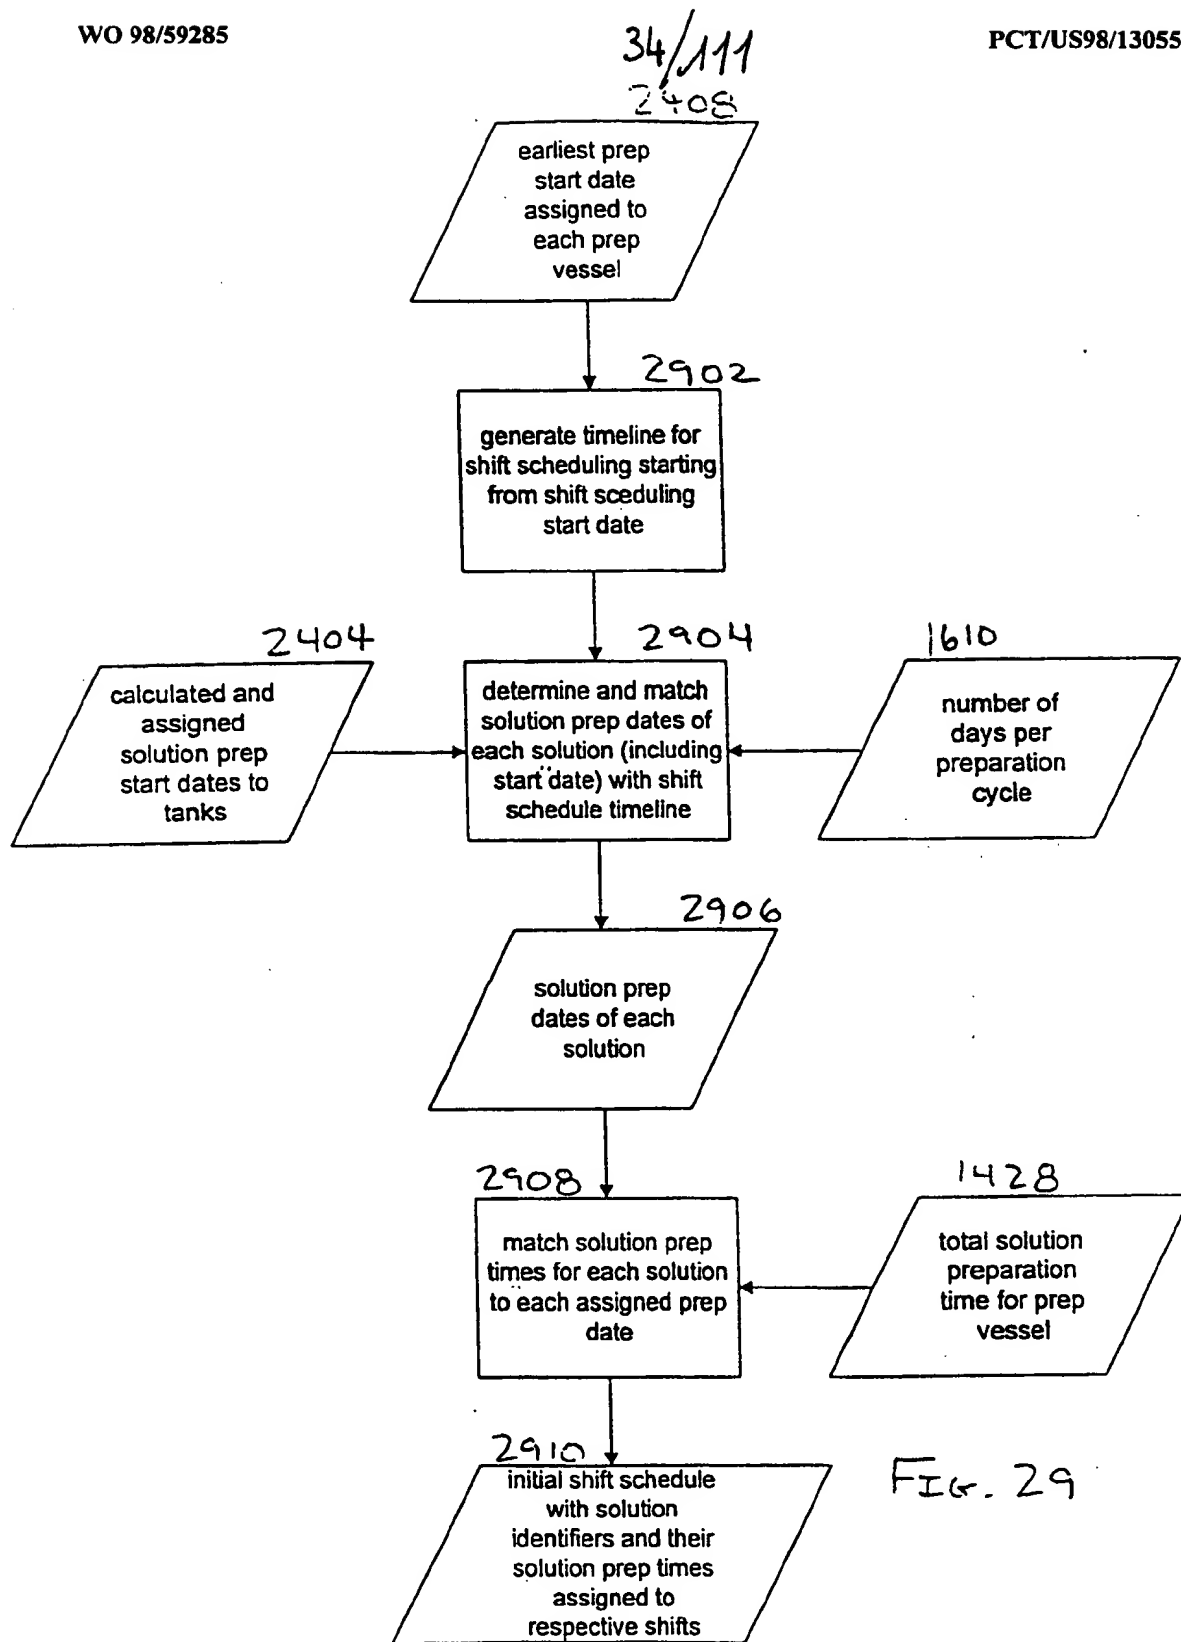 WO 98/59285
34/111
PCT/US98/13055
2408
earliest prep
start date
assigned to
each prep
vessel
2902
generate timeline for
shift scheduling starting
from shift sceduling
start date
2404
calculated and
assigned
solution prep
start dates to
tanks
2904
determine and match
solution prep dates of
each solution (including
start date) with shift
schedule timeline
1610
number of
days per
preparation
cycle
2906
solution prep
dates of each
solution
2908
match solution prep
times for each solution
to each assigned prep
date
1428
total solution
preparation
time for prep
vessel
2910
initial shift schedule
with solution
identifiers and their
solution prep times
assigned to
respective shifts
FIG. 29